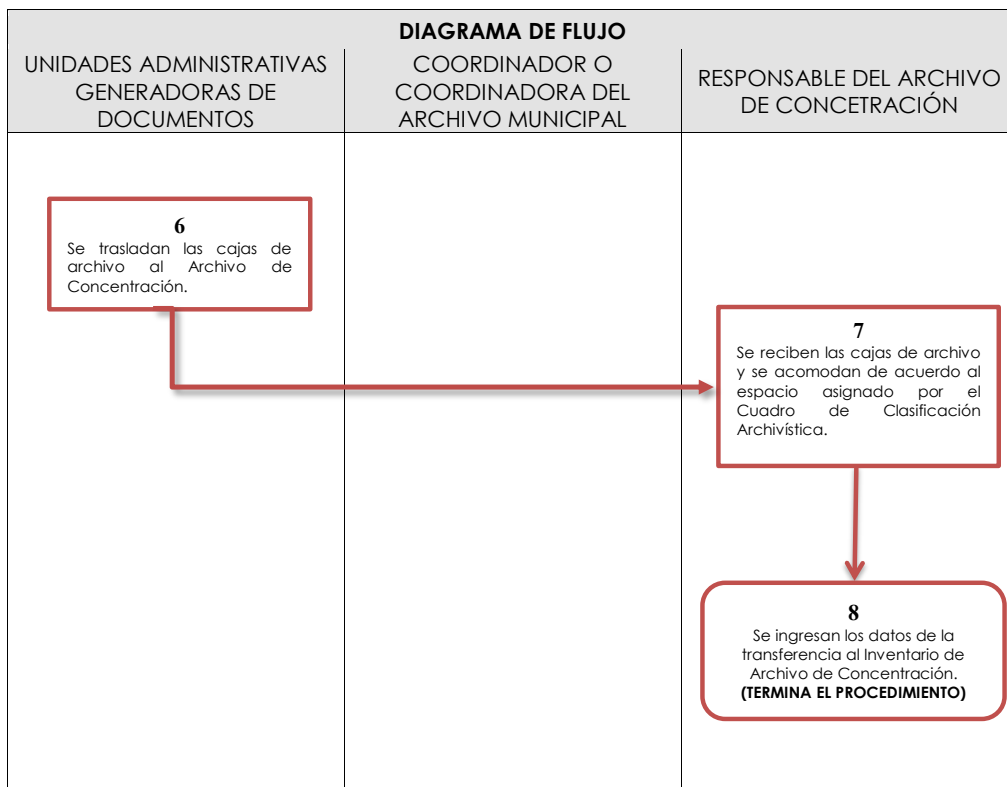 DIAGRAMA DE FLUJO
UNIDADES ADMINISTRATIVAS
GENERADORAS DE
DOCUMENTOS
COORDINADOR O
COORDINADORA DEL
ARCHIVO MUNICIPAL
RESPONSABLE DEL ARCHIVO
DE CONCETRACIÓN
6
Se trasladan las cajas de
archivo al Archivo de
Concentración.
7
Se reciben las cajas de archivo
y se acomodan de acuerdo al
espacio asignado por el
Cuadro de Clasificación
Archivística.
8
Se ingresan los datos de la
transferencia al Inventario de
Archivo de Concentración.
(TERMINA EL PROCEDIMIENTO)